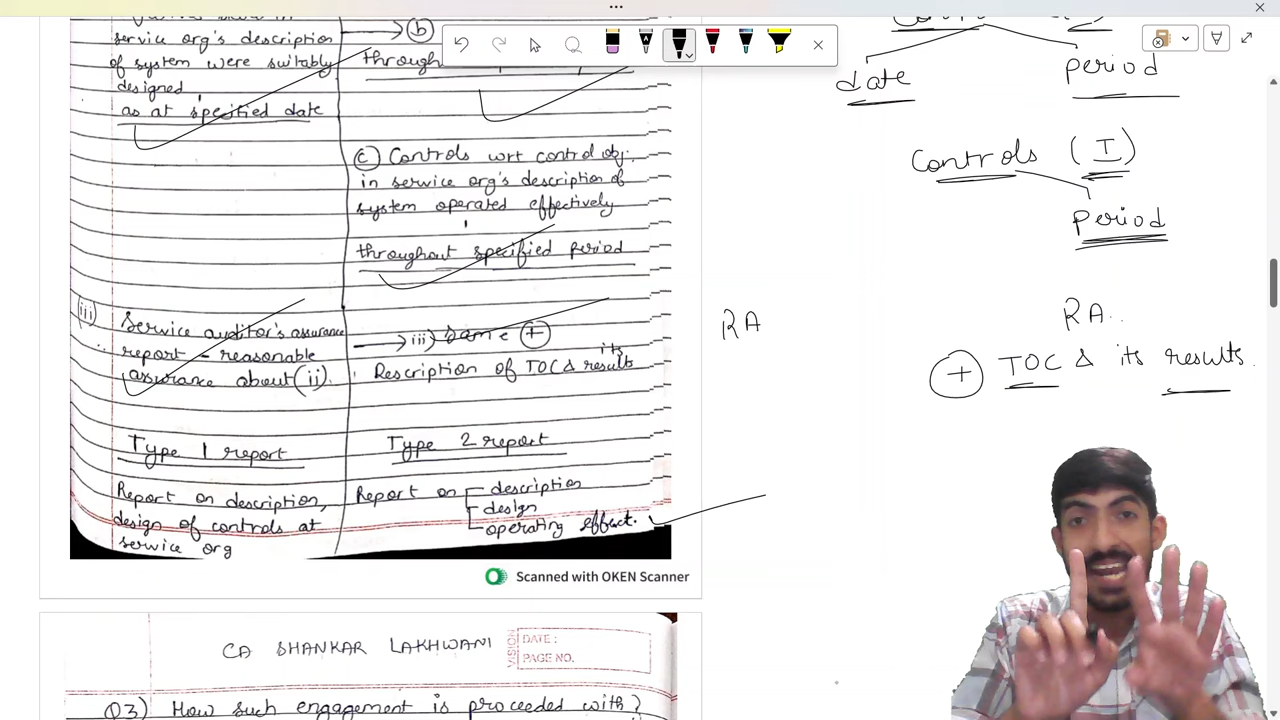 service org's description
of system were suitably
designed
as at specified date
→ (b)
through
(c) Controls wrt control obj.
in service org's description of
system operated effectively
throughout specified period
(iii) Service auditor's assurance
report - reasonable
assurance about (ii).
→ iii) same (+)
Rescription of TOC & its results
Type 1 report
Report on description,
design of controls at
service org
Type 2 report
Report on description
design
operating effect.
Scanned with OKEN Scanner
CA SHANKAR LAKHWANI
VISION
DATE :
PAGE NO.
Q3) How such engagement is proceeded with?
date
period
Controls (I)
period
RA
RA..
(+) TOC & its results.